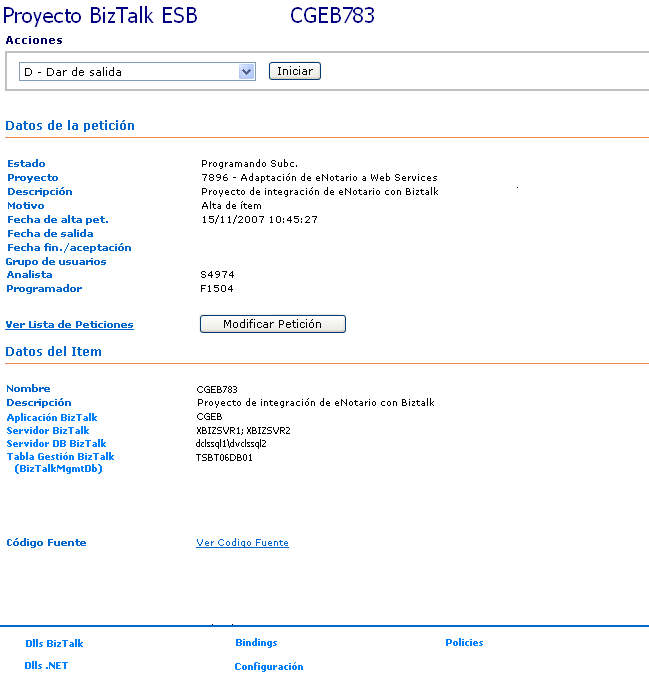 Proyecto BizTalk ESB CGEB783
Acciones
D - Dar de salida Iniciar
Datos de la petición
Estado Programando Subc.
Proyecto 7896 - Adaptación de eNotario a Web Services
Descripción Proyecto de integración de eNotario con Biztalk
Motivo Alta de ítem
Fecha de alta pet. 15/11/2007 10:45:27
Fecha de salida
Fecha fin./aceptación
Grupo de usuarios
Analista S4974
Programador F1504
Ver Lista de Peticiones Modificar Petición
Datos del Item
Nombre CGEB783
Descripción Proyecto de integración de eNotario con Biztalk
Aplicación BizTalk CGEB
Servidor BizTalk XBIZSVR1; XBIZSVR2
Servidor DB BizTalk dclssql1\dvclssql2
Tabla Gestión BizTalk TSBT06DB01
(BizTalkMgmtDb)
Código Fuente Ver Codigo Fuente
Dlls BizTalk Bindings Policies
Dlls .NET Configuración